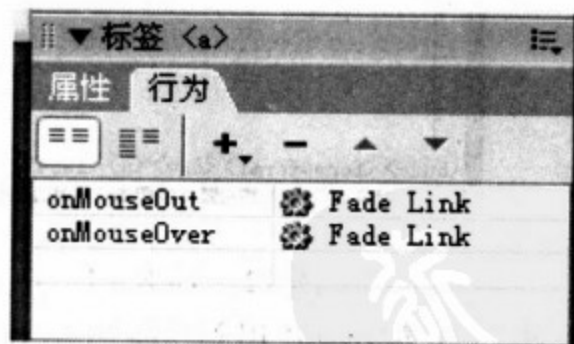 标签 <a>
属性 行为
onMouseOut Fade Link
onMouseOver Fade Link